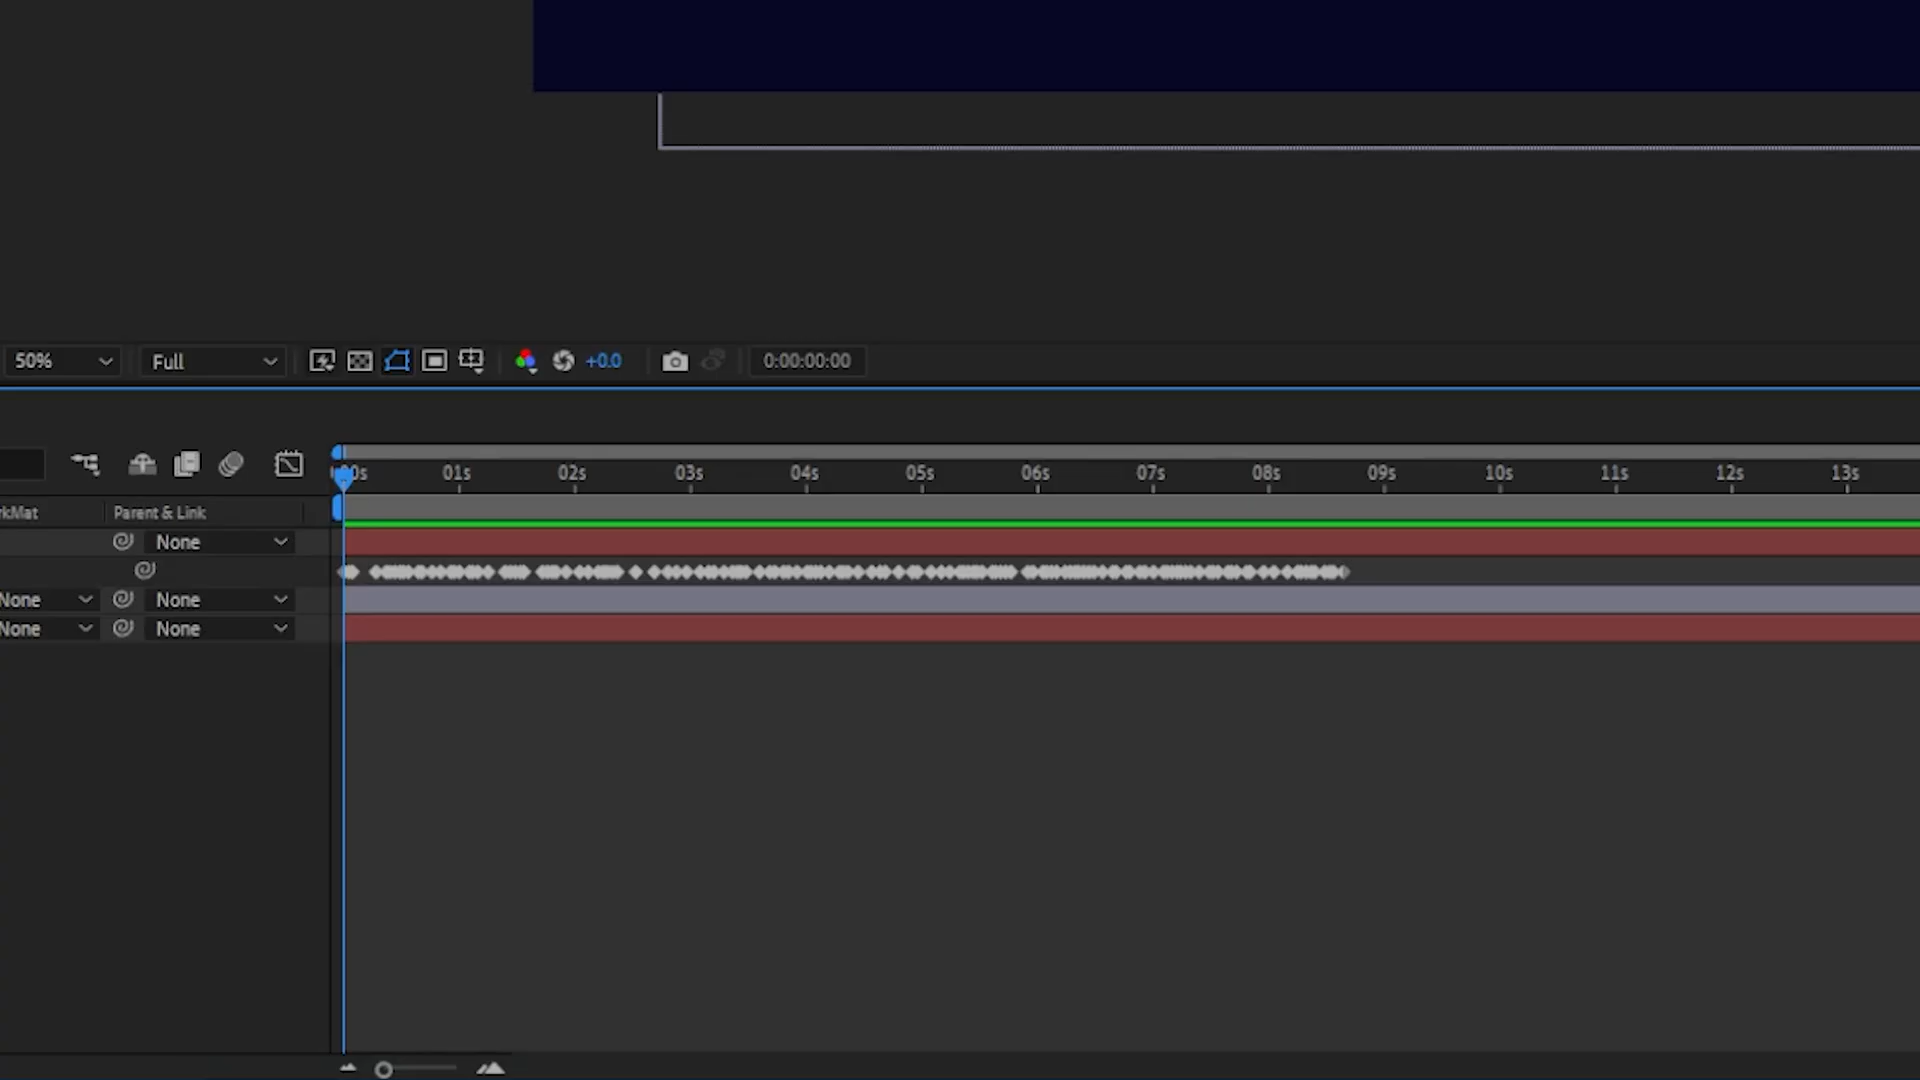 50% Full +0.0 0:00:00:00
01s 02s 03s 04s 05s 06s 07s 08s 09s 10s 11s 12s 13s
rkMat Parent & Link
None
None None
None None